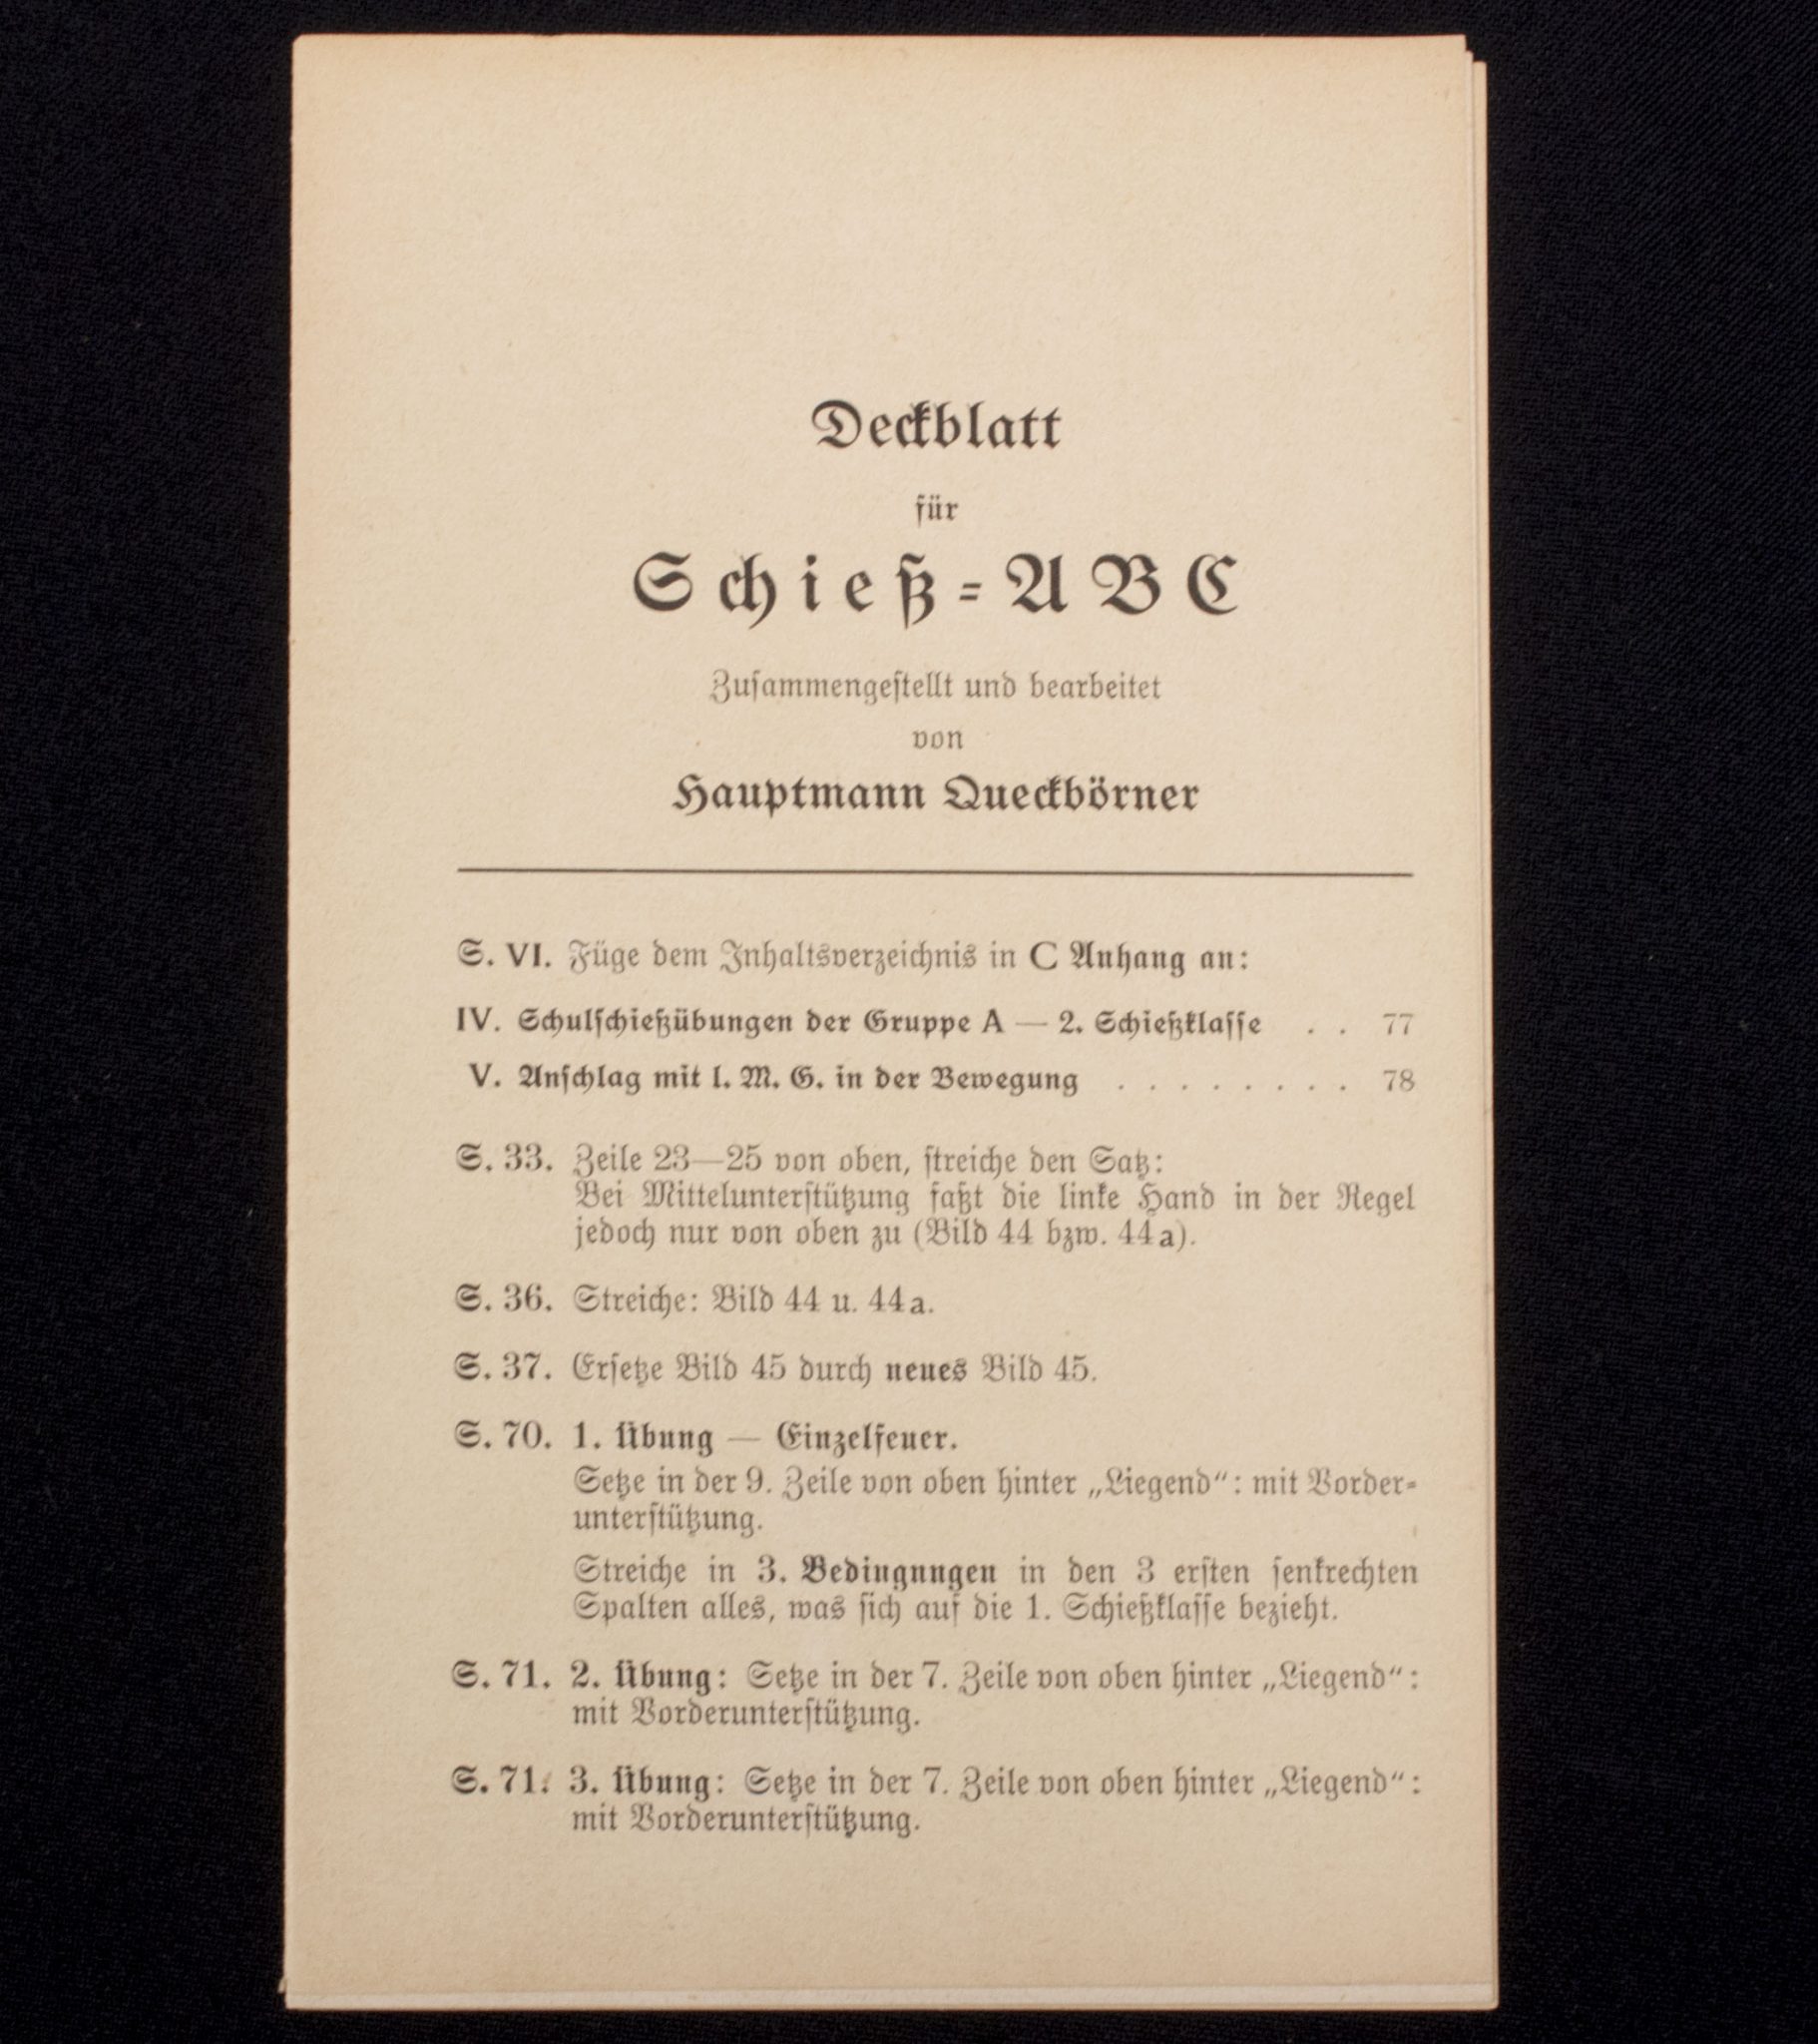 Deckblatt
für
Schieß=ABC
Zusammengestellt und bearbeitet
von
Hauptmann Queckbörner
S. VI. Füge dem Inhaltsverzeichnis in C Anhang an:
IV. Schulschießübungen der Gruppe A — 2. Schießklasse . . 77
V. Anschlag mit l. M. G. in der Bewegung . . . . . . . . 78
S. 33. Zeile 23—25 von oben, streiche den Satz:
Bei Mittelunterstützung faßt die linke Hand in der Regel
jedoch nur von oben zu (Bild 44 bzw. 44a).
S. 36. Streiche: Bild 44 u. 44a.
S. 37. Ersetze Bild 45 durch neues Bild 45.
S. 70. 1. Übung — Einzelfeuer.
Setze in der 9. Zeile von oben hinter „Liegend“: mit Vorder=
unterstützung.
Streiche in 3. Bedingungen in den 3 ersten senkrechten
Spalten alles, was sich auf die 1. Schießklasse bezieht.
S. 71. 2. Übung: Setze in der 7. Zeile von oben hinter „Liegend“:
mit Vorderunterstützung.
S. 71. 3. Übung: Setze in der 7. Zeile von oben hinter „Liegend“:
mit Vorderunterstützung.